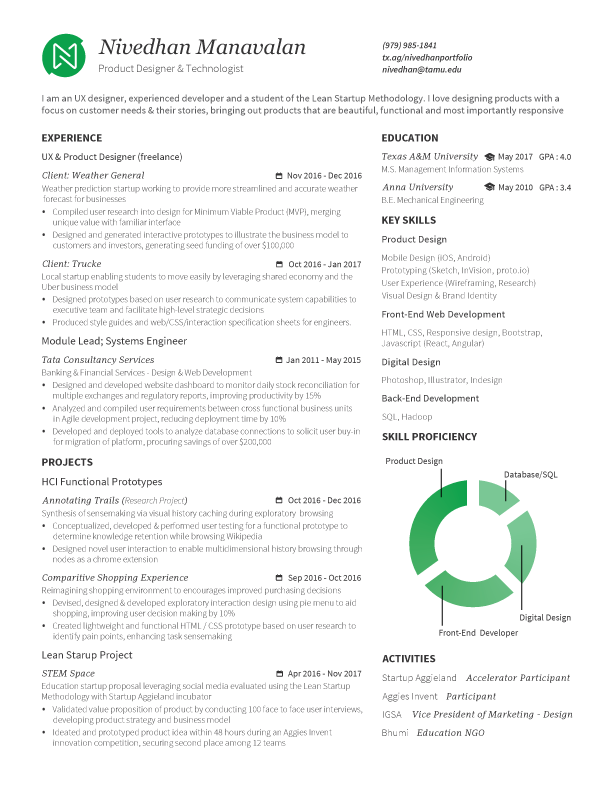 Nivedhan Manavalan
Product Designer & Technologist
(979) 985-1841
tx.ag/nivedhanportfolio
nivedhan@tamu.edu
I am an UX designer, experienced developer and a student of the Lean Startup Methodology. I love designing products with a
focus on customer needs & their stories, bringing out products that are beautiful, functional and most importantly responsive
EXPERIENCE
UX & Product Designer (freelance)
Client: Weather General Nov 2016 - Dec 2016
Weather prediction startup working to provide more streamlined and accurate weather
forecast for businesses
• Compiled user research into design for Minimum Viable Product (MVP), merging
unique value with familiar interface
• Designed and generated interactive prototypes to illustrate the business model to
customers and investors, generating seed funding of over $100,000
Client: Trucke Oct 2016 - Jan 2017
Local startup enabling students to move easily by leveraging shared economy and the
Uber business model
• Designed prototypes based on user research to communicate system capabilities to
executive team and facilitate high-level strategic decisions
• Produced style guides and web/CSS/interaction specification sheets for engineers.
Module Lead; Systems Engineer
Tata Consultancy Services Jan 2011 - May 2015
Banking & Financial Services - Design & Web Development
• Designed and developed website dashboard to monitor daily stock reconciliation for
multiple exchanges and regulatory reports, improving productivity by 15%
• Analyzed and compiled user requirements between cross functional business units
in Agile development project, reducing deployment time by 10%
• Developed and deployed tools to analyze database connections to solicit user buy-in
for migration of platform, procuring savings of over $200,000
PROJECTS
HCI Functional Prototypes
Annotating Trails (Research Project) Oct 2016 - Dec 2016
Synthesis of sensemaking via visual history caching during exploratory browsing
• Conceptualized, developed & performed user testing for a functional prototype to
determine knowledge retention while browsing Wikipedia
• Designed novel user interaction to enable multidimensional history browsing through
nodes as a chrome extension
Comparitive Shopping Experience Sep 2016 - Oct 2016
Reimagining shopping environment to encourages improved purchasing decisions
• Devised, designed & developed exploratory interaction design using pie menu to aid
shopping, improving user decision making by 10%
• Created lightweight and functional HTML / CSS prototype based on user research to
identify pain points, enhancing task sensemaking
Lean Starup Project
STEM Space Apr 2016 - Nov 2017
Education startup proposal leveraging social media evaluated using the Lean Startup
Methodology with Startup Aggieland incubator
• Validated value proposition of product by conducting 100 face to face user interviews,
developing product strategy and business model
• Ideated and prototyped product idea within 48 hours during an Aggies Invent
innovation competition, securing second place among 12 teams
EDUCATION
Texas A&M University May 2017 GPA : 4.0
M.S. Management Information Systems
Anna University May 2010 GPA : 3.4
B.E. Mechanical Engineering
KEY SKILLS
Product Design
Mobile Design (iOS, Android)
Prototyping (Sketch, InVision, proto.io)
User Experience (Wireframing, Research)
Visual Design & Brand Identity
Front-End Web Development
HTML, CSS, Responsive design, Bootstrap,
Javascript (React, Angular)
Digital Design
Photoshop, Illustrator, Indesign
Back-End Development
SQL, Hadoop
SKILL PROFICIENCY
Product Design
Database/SQL
Digital Design
Front-End Developer
ACTIVITIES
Startup Aggieland Accelerator Participant
Aggies Invent Participant
IGSA Vice President of Marketing - Design
Bhumi Education NGO